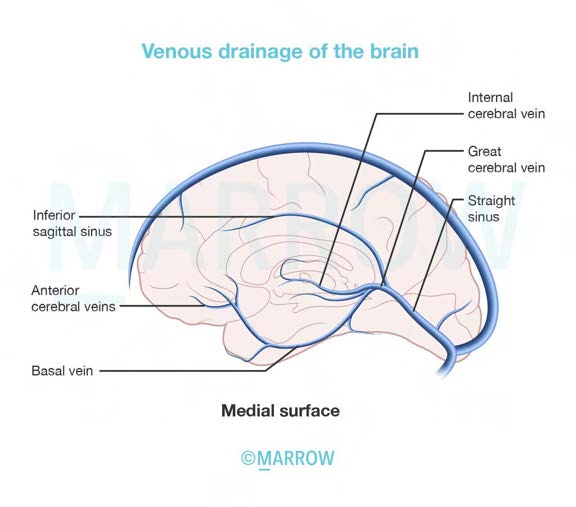 Venous drainage of the brain
Internal
cerebral vein
Great
cerebral vein
Straight
sinus
Inferior
sagittal sinus
Anterior
cerebral veins
Basal vein
MARROW
Medial surface
©MARROW